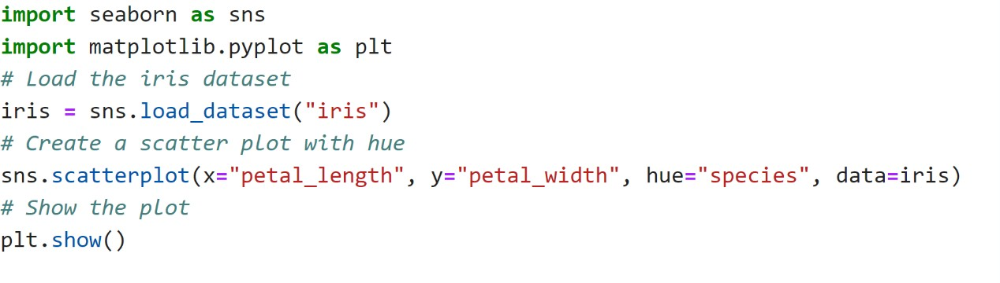 import seaborn as sns
import matplotlib.pyplot as plt
# Load the iris dataset
iris = sns.load_dataset("iris")
# Create a scatter plot with hue
sns.scatterplot(x="petal_length", y="petal_width", hue="species", data=iris)
# Show the plot
plt.show()